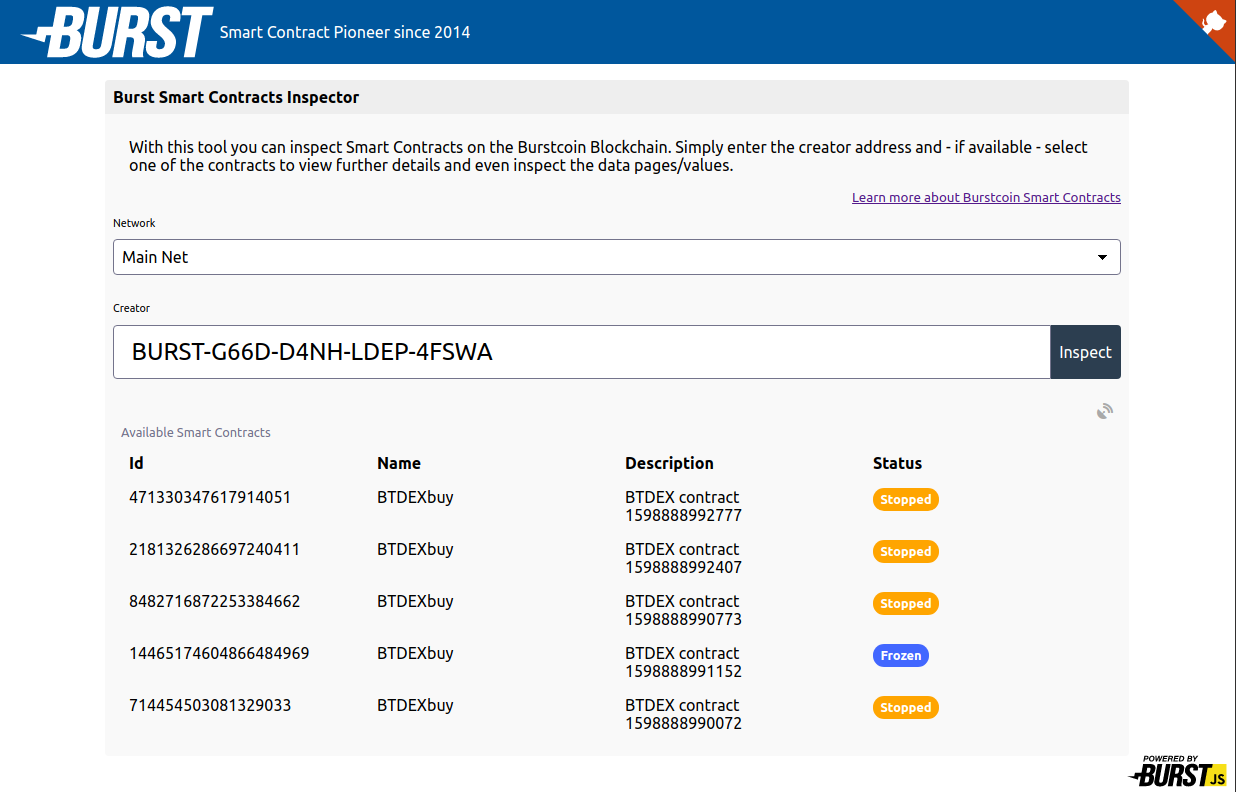 BURST Smart Contract Pioneer since 2014
Burst Smart Contracts Inspector
With this tool you can inspect Smart Contracts on the Burstcoin Blockchain. Simply enter the creator address and - if available - select
one of the contracts to view further details and even inspect the data pages/values.
Learn more about Burstcoin Smart Contracts
Network
Main Net
Creator
BURST-G66D-D4NH-LDEP-4FSWA Inspect
Available Smart Contracts
Id Name Description Status
471330347617914051 BTDEXbuy BTDEX contract Stopped
1598888992777
2181326286697240411 BTDEXbuy BTDEX contract Stopped
1598888992407
8482716872253384662 BTDEXbuy BTDEX contract Stopped
1598888990773
14465174604866484969 BTDEXbuy BTDEX contract Frozen
1598888991152
714454503081329033 BTDEXbuy BTDEX contract Stopped
1598888990072
POWERED BY
BURST JS